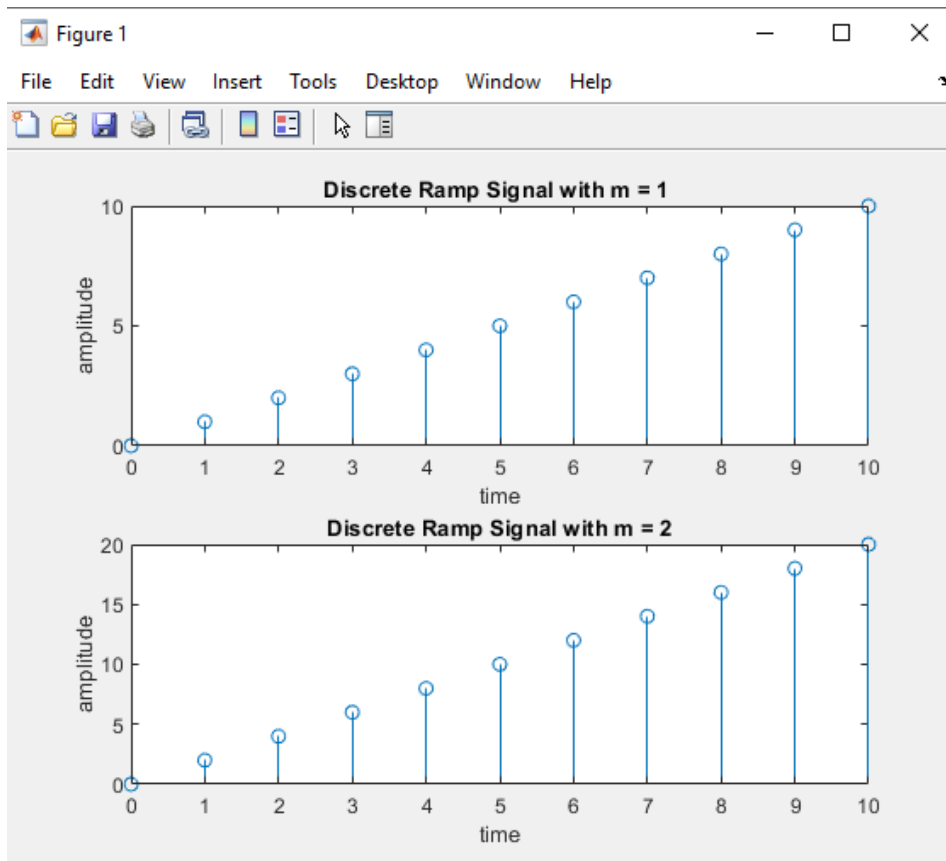 Figure 1
File Edit View Insert Tools Desktop Window Help
Discrete Ramp Signal with m = 1
10
5
0
amplitude
0 1 2 3 4 5 6 7 8 9 10
time
Discrete Ramp Signal with m = 2
20
15
10
5
0
amplitude
0 1 2 3 4 5 6 7 8 9 10
time